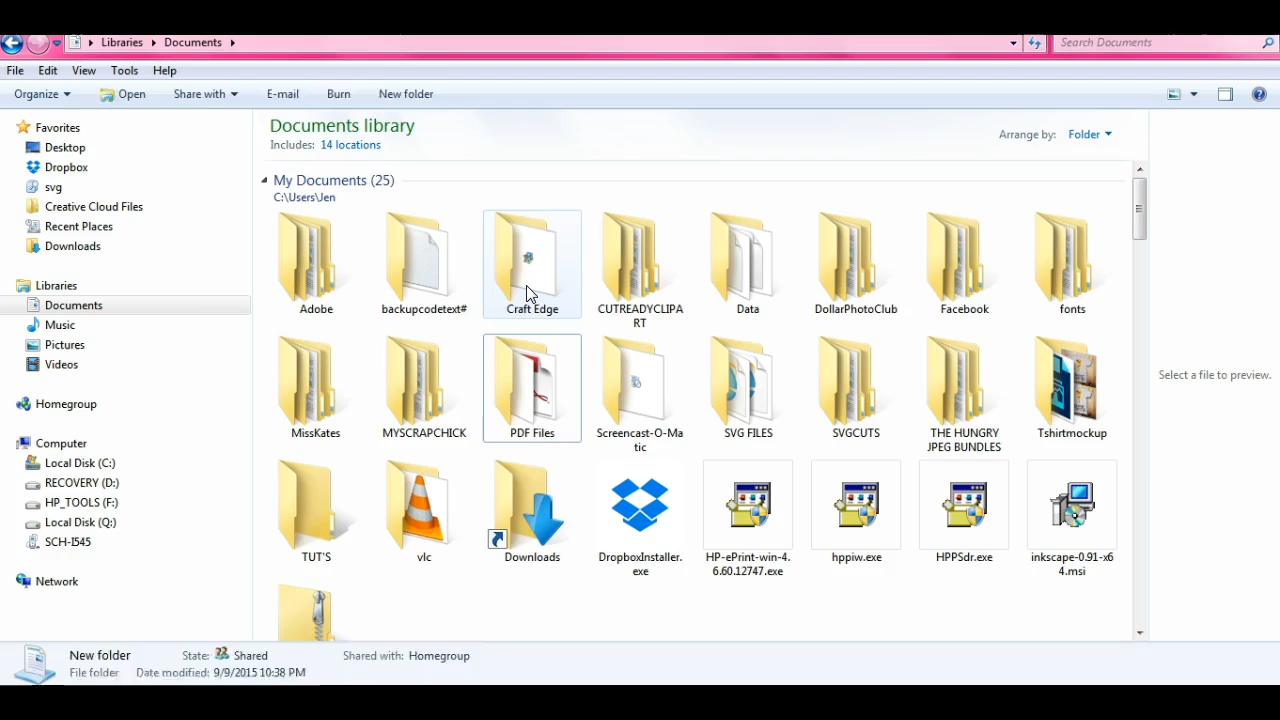 Libraries Documents
Search Documents
File Edit View Tools Help
Organize Open Share with E-mail Burn New folder
Favorites
Desktop
Dropbox
svg
Creative Cloud Files
Recent Places
Downloads
Libraries
Documents
Music
Pictures
Videos
Homegroup
Computer
Local Disk (C:)
RECOVERY (D:)
HP_TOOLS (F:)
Local Disk (Q:)
SCH-I545
Network
Documents library
Includes: 14 locations
Arrange by: Folder
My Documents (25)
C:\Users\Jen
Adobe
backupcodetext#
Craft Edge
CUTREADYCLIPA
RT
Data
DollarPhotoClub
Facebook
fonts
MissKates
MYSCRAPCHICK
PDF Files
Screencast-O-Ma
tic
SVG FILES
SVGCUTS
THE HUNGRY
JPEG BUNDLES
Tshirtmockup
TUT'S
vlc
Downloads
DropboxInstaller.
exe
HP-ePrint-win-4.
6.60.12747.exe
hppiw.exe
HPPSdr.exe
inkscape-0.91-x6
4.msi
Select a file to preview.
New folder State: Shared Shared with: Homegroup
File folder Date modified: 9/9/2015 10:38 PM